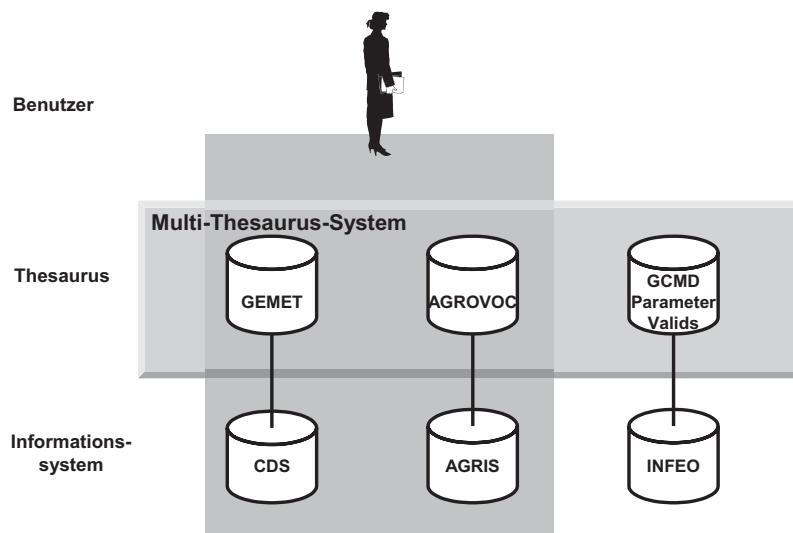 Benutzer
Multi-Thesaurus-System
Thesaurus
GEMET
AGROVOC
GCMD
Parameter
Valids
Informations-
system
CDS
AGRIS
INFEO